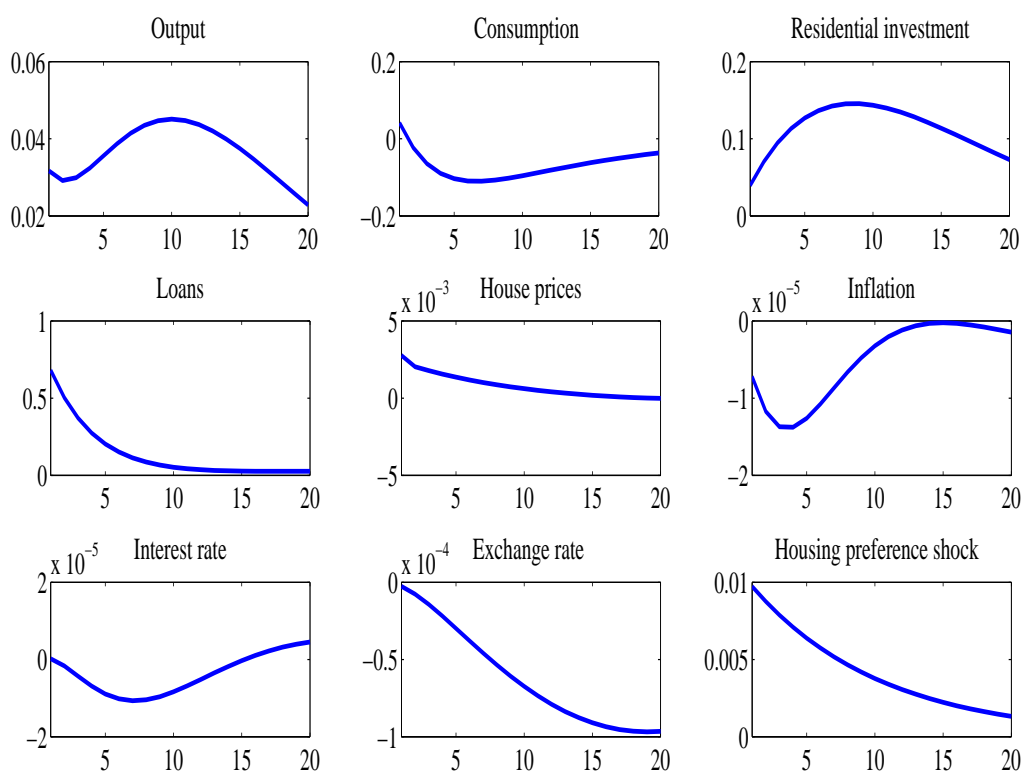 Output
0.06
0.04
0.02
5 10 15 20
Consumption
0.2
0
−0.2
5 10 15 20
Residential investment
0.2
0.1
0
5 10 15 20
Loans
1
0.5
0
5 10 15 20
House prices
x 10−3
5
0
−5
5 10 15 20
Inflation
x 10−5
0
−1
−2
5 10 15 20
Interest rate
x 10−5
2
0
−2
5 10 15 20
Exchange rate
x 10−4
0
−0.5
−1
5 10 15 20
Housing preference shock
0.01
0.005
0
5 10 15 20